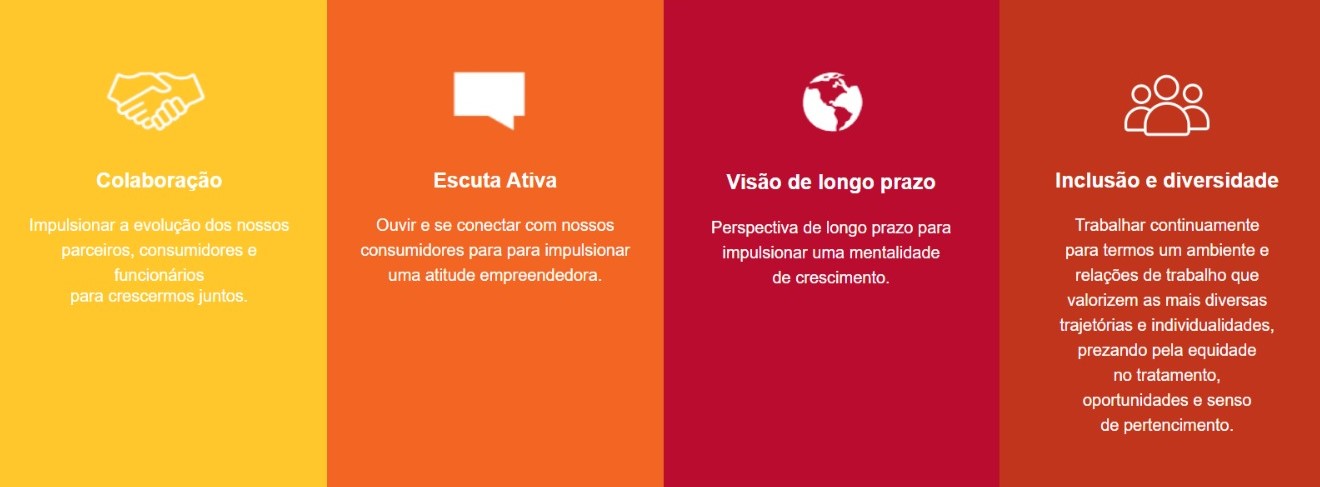 Colaboração
Impulsionar a evolução dos nossos
parceiros, consumidores e
funcionários
para crescermos juntos.
Escuta Ativa
Ouvir e se conectar com nossos
consumidores para para impulsionar
uma atitude empreendedora.
Visão de longo prazo
Perspectiva de longo prazo para
impulsionar uma mentalidade
de crescimento.
Inclusão e diversidade
Trabalhar continuamente
para termos um ambiente e
relações de trabalho que
valorizem as mais diversas
trajetórias e individualidades,
prezando pela equidade
no tratamento,
oportunidades e senso
de pertencimento.